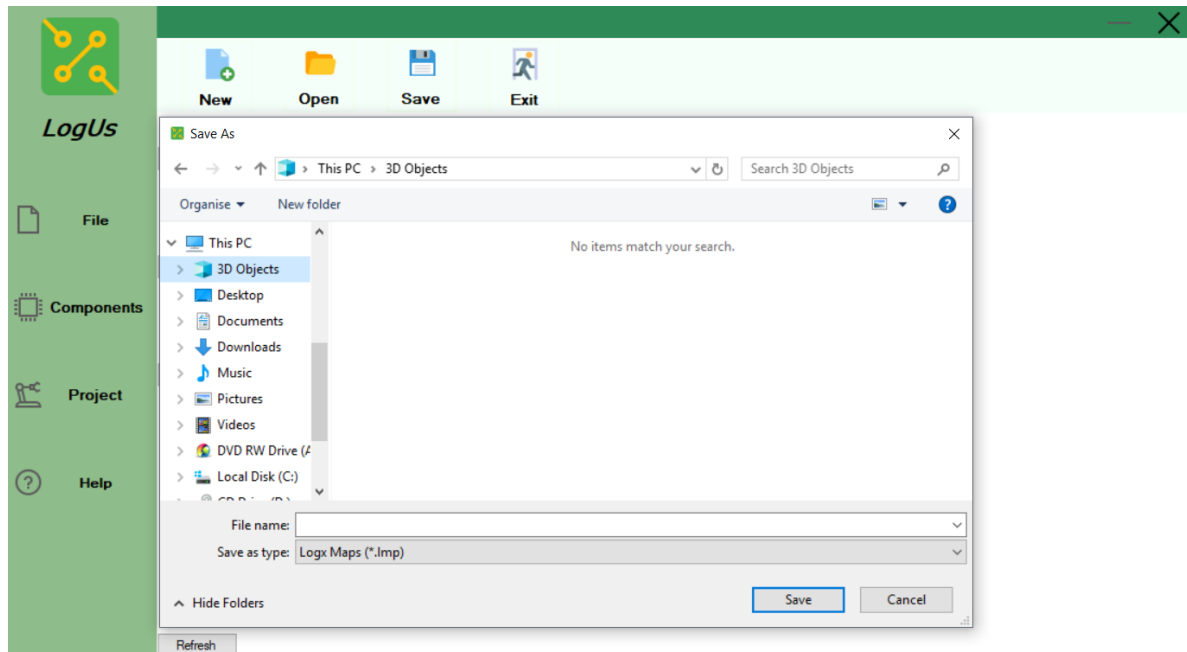 New Open Save Exit
LogUs
File
Components
Project
Help
Save As
This PC > 3D Objects
Search 3D Objects
Organise
New folder
This PC
3D Objects
Desktop
Documents
Downloads
Music
Pictures
Videos
DVD RW Drive (A
Local Disk (C:)
No items match your search.
File name:
Save as type: Logx Maps (*.lmp)
Hide Folders
Save Cancel
Refresh